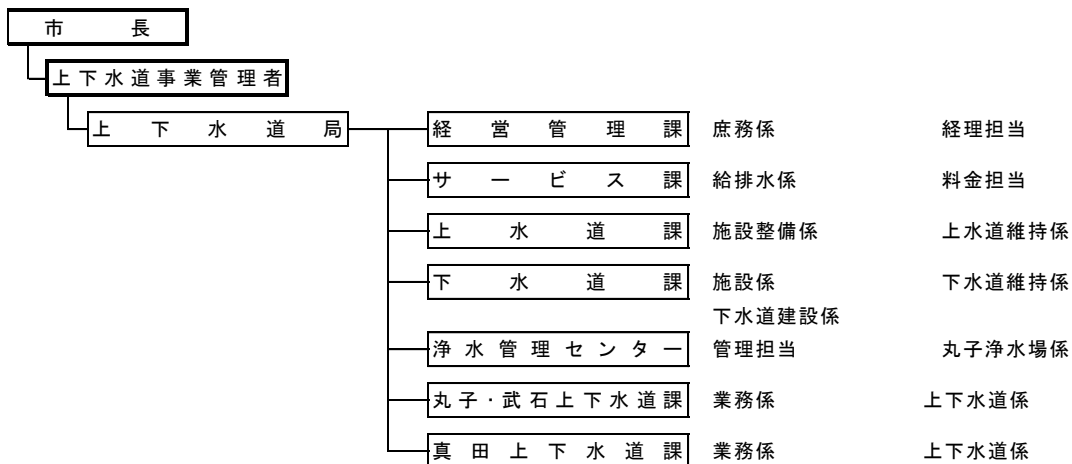 市長
上下水道事業管理者
上下水道局 経営管理課 庶務係 経理担当
サービス課 給排水係 料金担当
上水道課 施設整備係 上水道維持係
下水道課 施設係 下水道維持係
下水道建設係
浄水管理センター 管理担当 丸子浄水場係
丸子・武石上下水道課 業務係 上下水道係
真田上下水道課 業務係 上下水道係